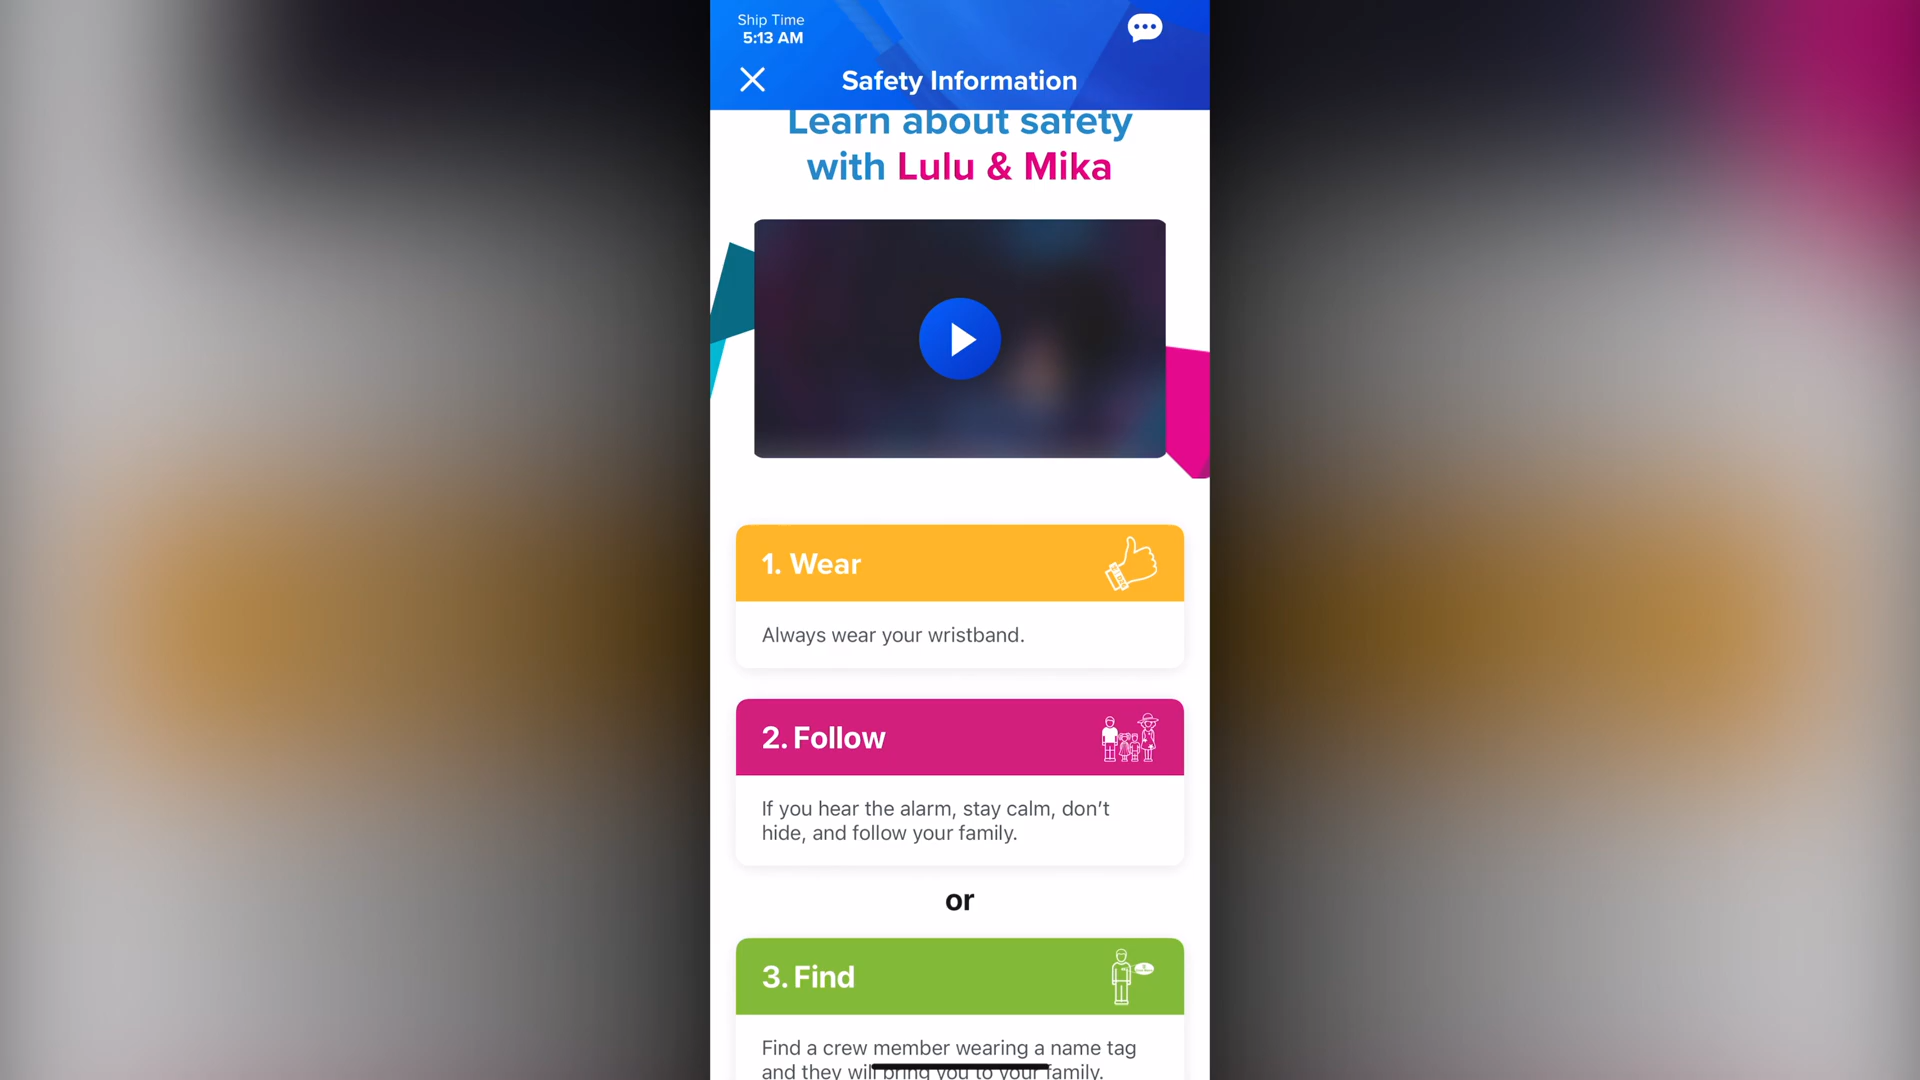 Ship Time
5:13 AM
Safety Information
Learn about safety
with Lulu & Mika
1. Wear
Always wear your wristband.
2. Follow
If you hear the alarm, stay calm, don’t
hide, and follow your family.
or
3. Find
Find a crew member wearing a name tag
and they will bring you to your family.